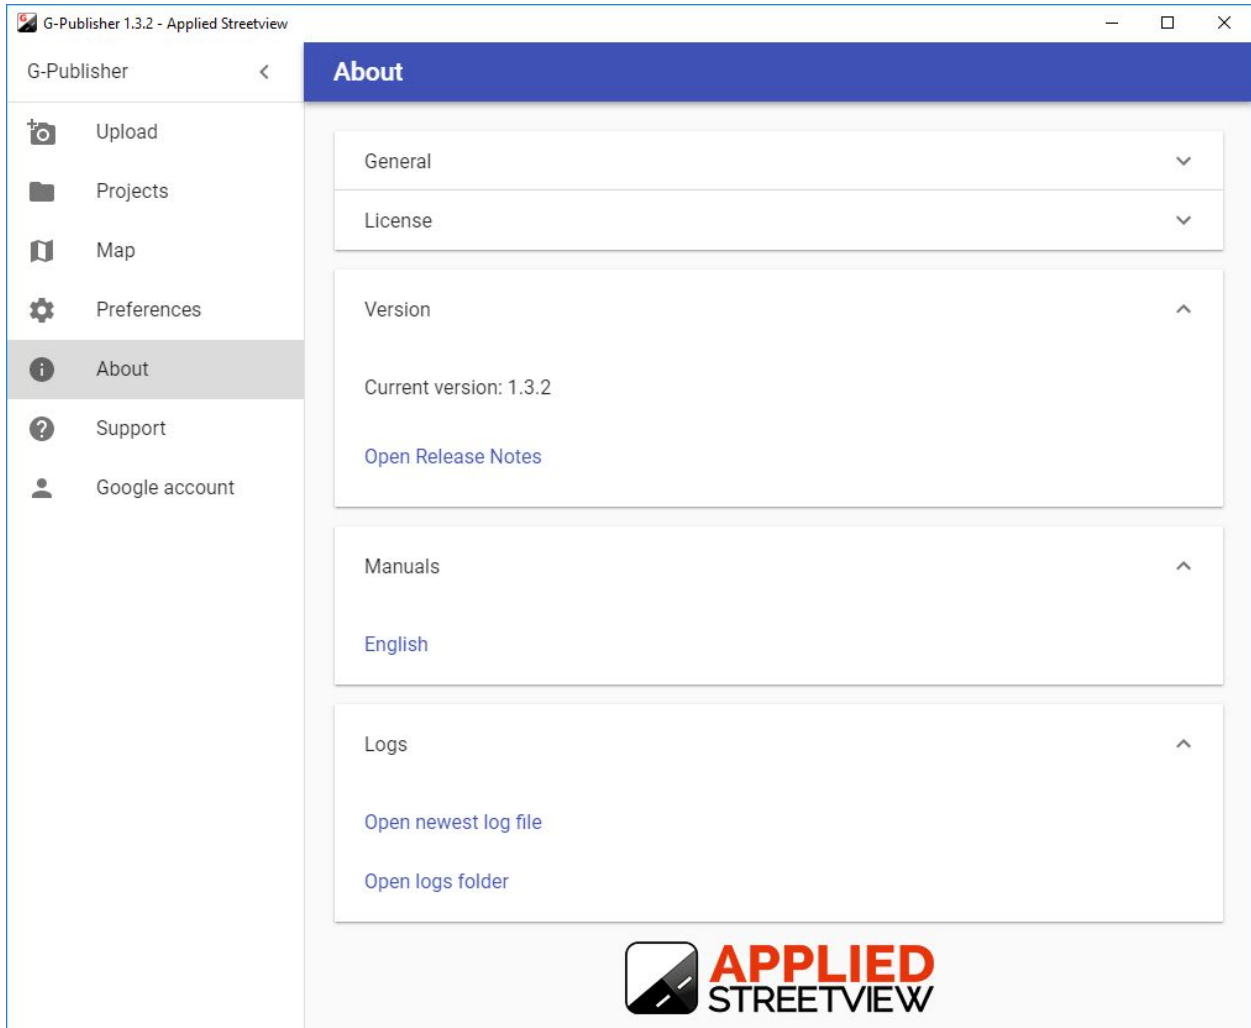 G-Publisher 1.3.2 - Applied Streetview
G-Publisher
About
Upload
Projects
Map
Preferences
About
Support
Google account
General
License
Version
Current version: 1.3.2
Open Release Notes
Manuals
English
Logs
Open newest log file
Open logs folder
APPLIED
STREETVIEW